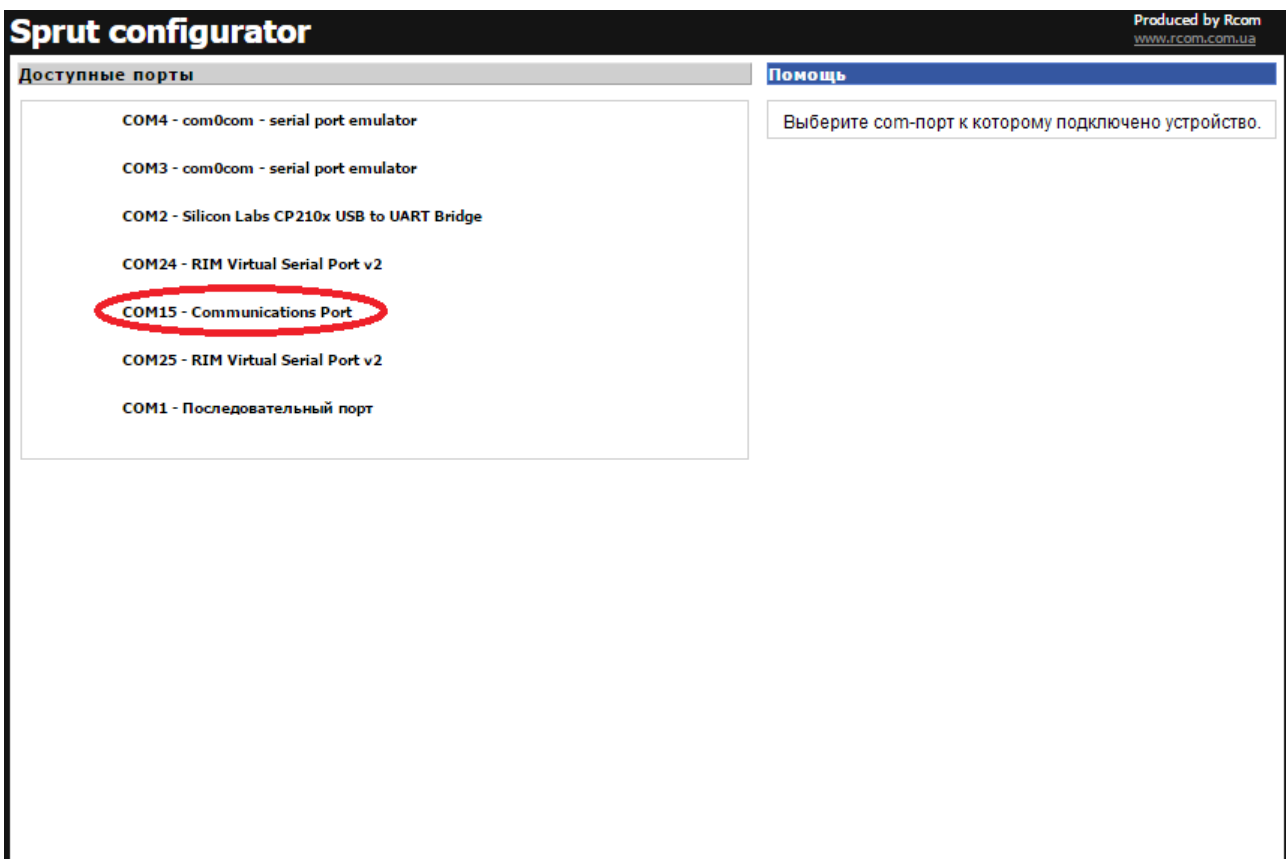 Sprut configurator
Produced by Rcom
www.rcom.com.ua
Доступные порты
COM4 - com0com - serial port emulator
COM3 - com0com - serial port emulator
COM2 - Silicon Labs CP210x USB to UART Bridge
COM24 - RIM Virtual Serial Port v2
COM15 - Communications Port
COM25 - RIM Virtual Serial Port v2
COM1 - Последовательный порт
Помощь
Выберите com-порт к которому подключено устройство.